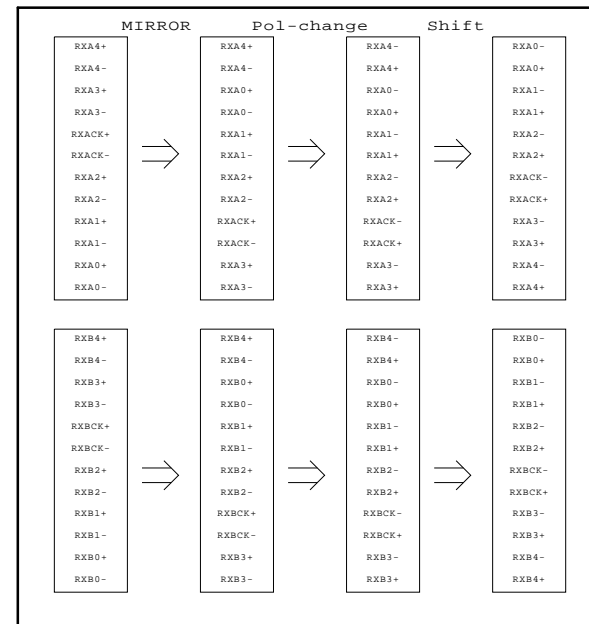 MIRROR Pol-change Shift
RXA4+ RXA4+ RXA4- RXA0-
RXA4- RXA4- RXA4+ RXA0+
RXA3+ RXA0+ RXA0- RXA1-
RXA3- RXA0- RXA0+ RXA1+
RXACK+ RXA1+ RXA1- RXA2-
RXACK- RXA1- RXA1+ RXA2+
RXA2+ RXA2+ RXA2- RXACK-
RXA2- RXA2- RXA2+ RXACK+
RXA1+ RXACK+ RXACK- RXA3-
RXA1- RXACK- RXACK+ RXA3+
RXA0+ RXA3+ RXA3- RXA4-
RXA0- RXA3- RXA3+ RXA4+
RXB4+ RXB4+ RXB4- RXB0-
RXB4- RXB4- RXB4+ RXB0+
RXB3+ RXB0+ RXB0- RXB1-
RXB3- RXB0- RXB0+ RXB1+
RXBCK+ RXB1+ RXB1- RXB2-
RXBCK- RXB1- RXB1+ RXB2+
RXB2+ RXB2+ RXB2- RXBCK-
RXB2- RXB2- RXB2+ RXBCK+
RXB1+ RXBCK+ RXBCK- RXB3-
RXB1- RXBCK- RXBCK+ RXB3+
RXB0+ RXB3+ RXB3- RXB4-
RXB0- RXB3- RXB3+ RXB4+